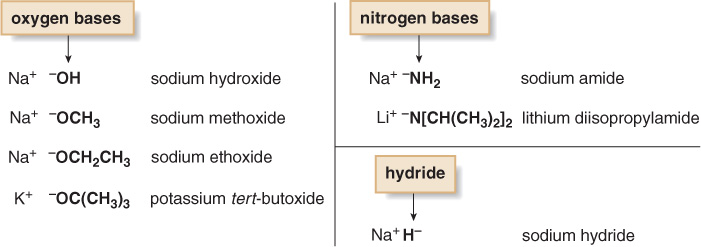 oxygen bases
Na⁺ ⁻OH sodium hydroxide
Na⁺ ⁻OCH₃ sodium methoxide
Na⁺ ⁻OCH₂CH₃ sodium ethoxide
K⁺ ⁻OC(CH₃)₃ potassium tert-butoxide
nitrogen bases
Na⁺ ⁻NH₂ sodium amide
Li⁺ ⁻N[CH(CH₃)₂]₂ lithium diisopropylamide
hydride
Na⁺ H⁻ sodium hydride